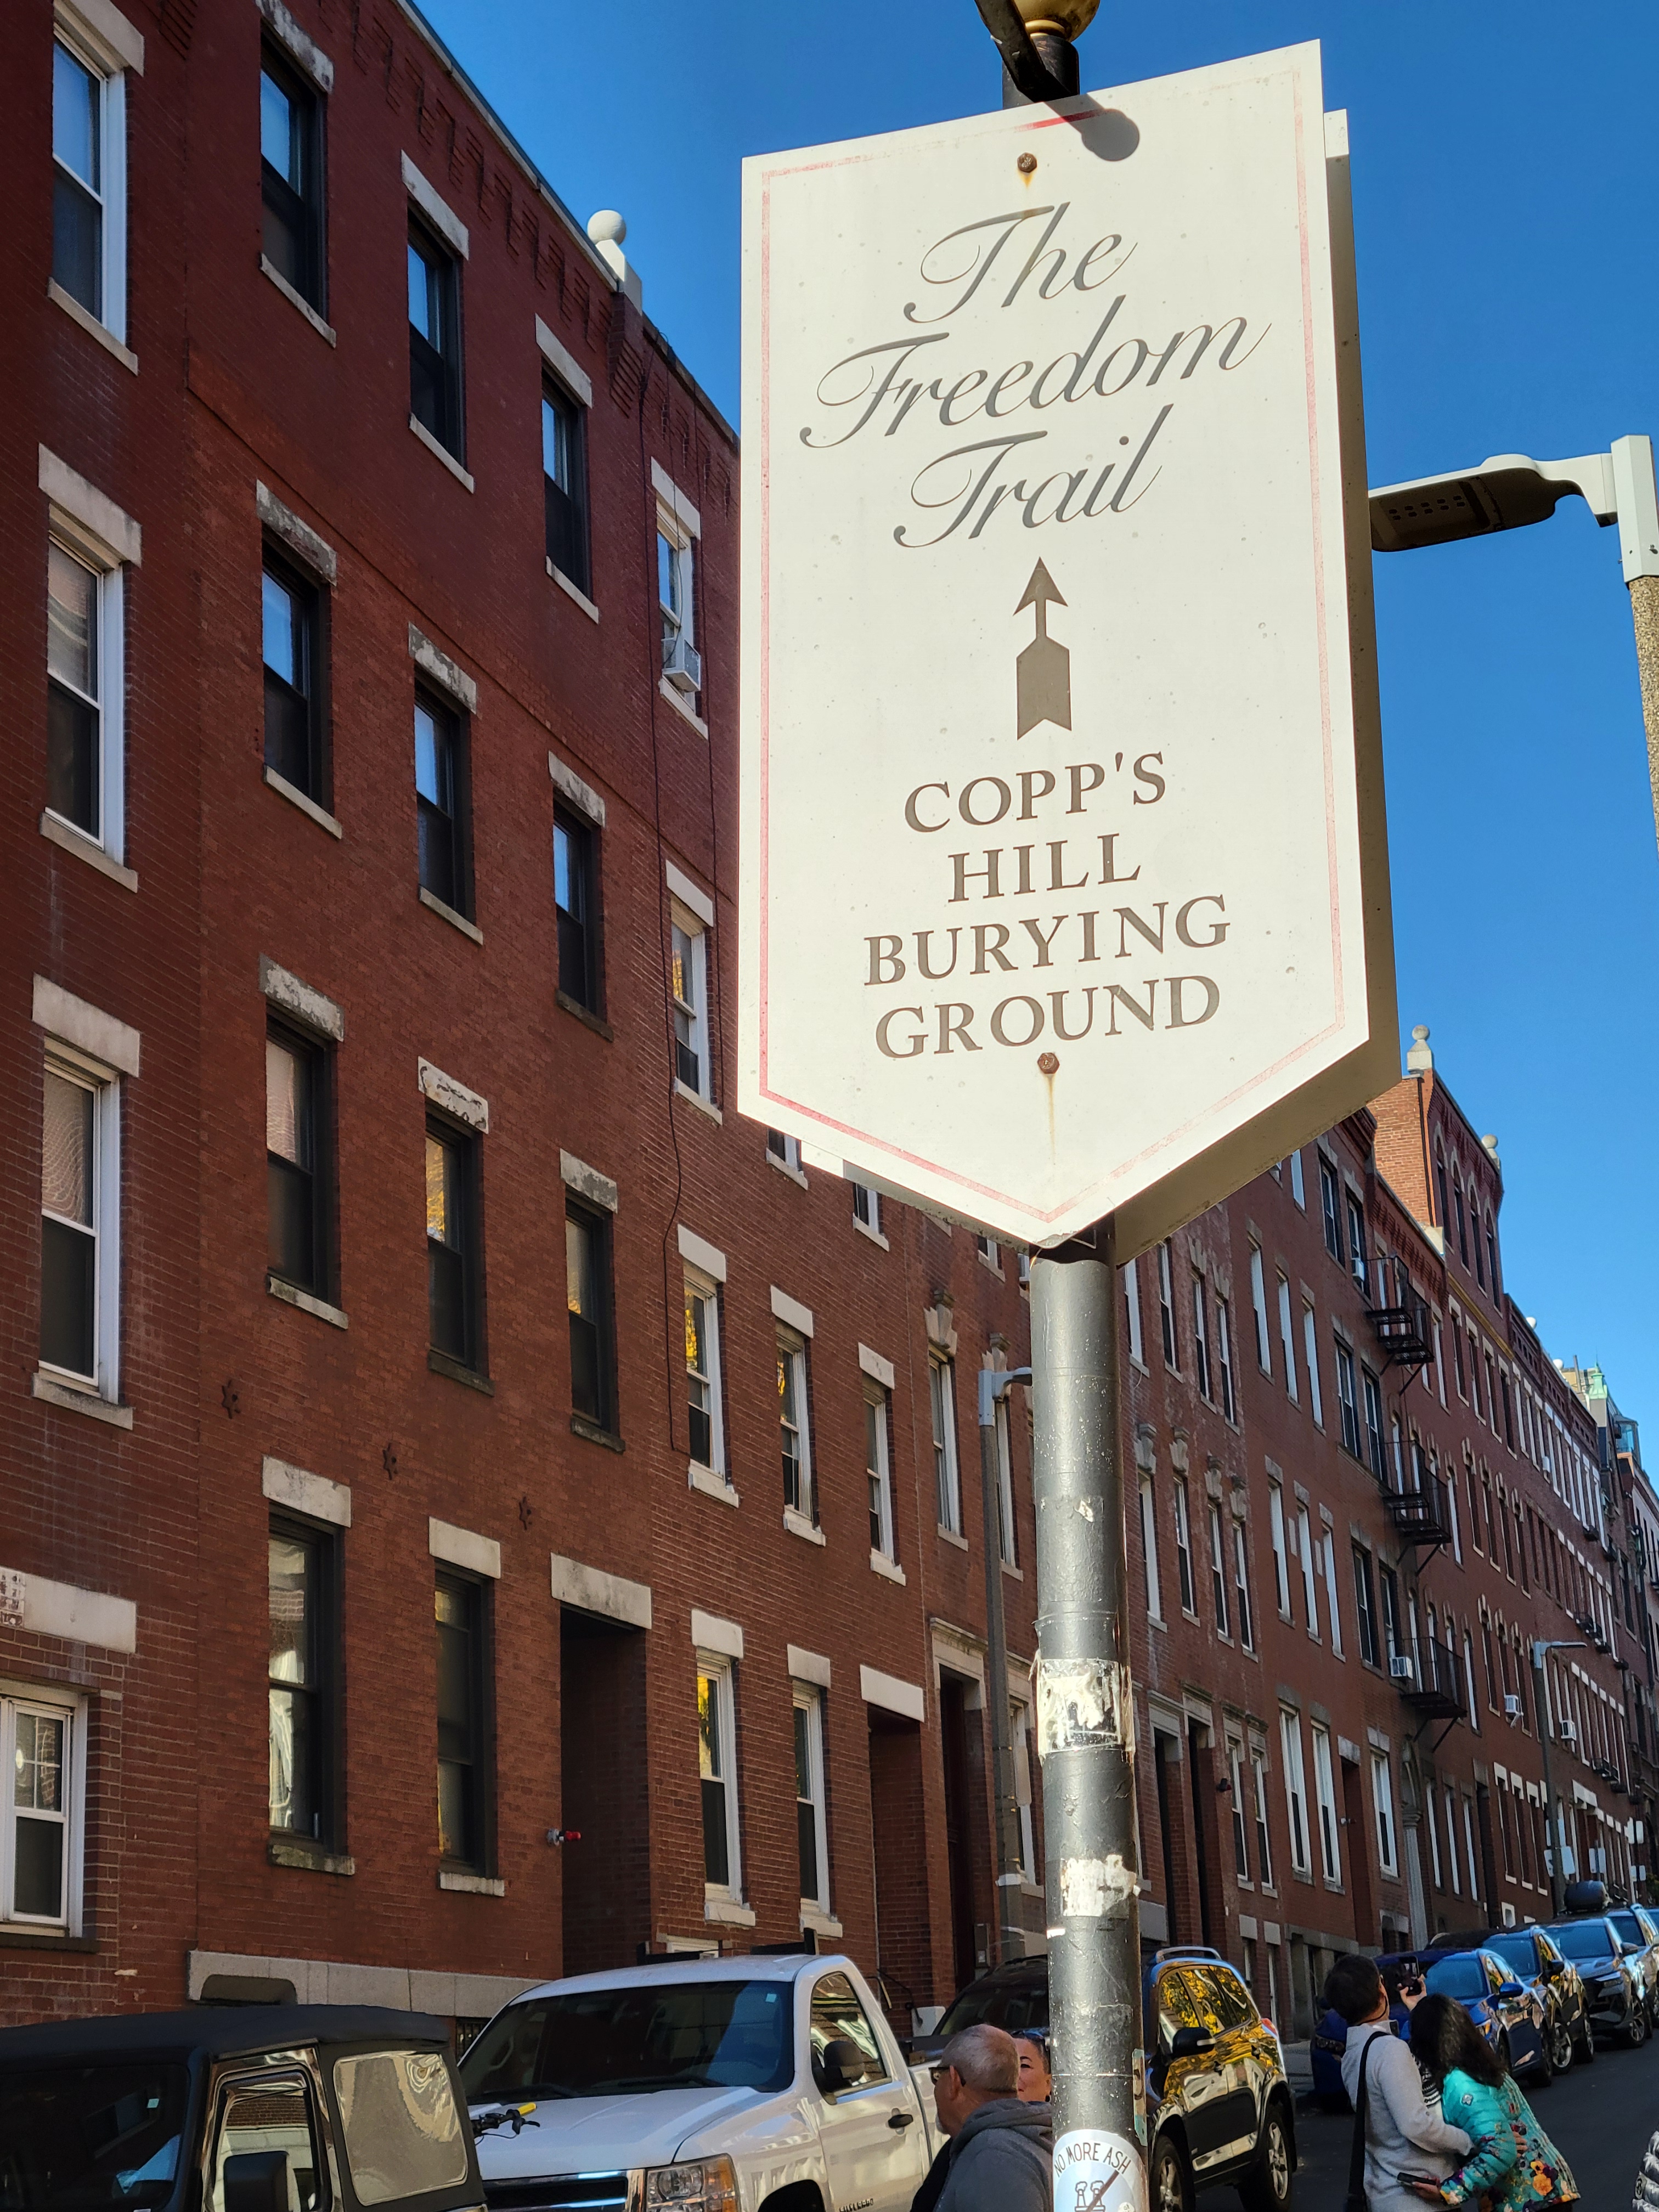 The
Freedom
Trail
COPP'S
HILL
BURYING
GROUND
NO MORE ASH